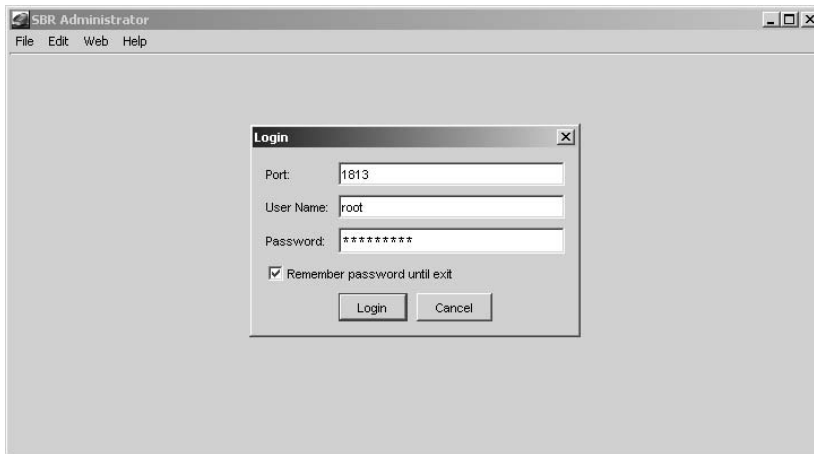 SBR Administrator
File Edit Web Help
Login
Port: 1813
User Name: root
Password: *********
Remember password until exit
Login Cancel